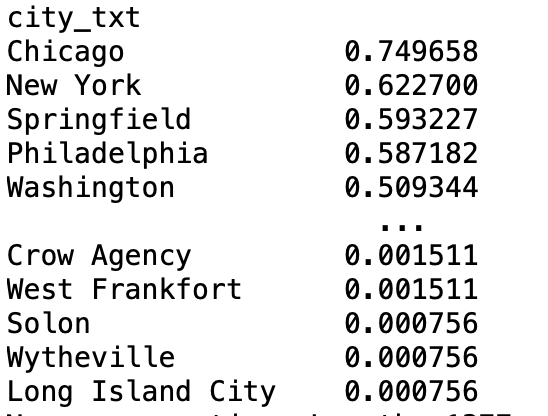 city_txt
Chicago 0.749658
New York 0.622700
Springfield 0.593227
Philadelphia 0.587182
Washington 0.509344
...
Crow Agency 0.001511
West Frankfort 0.001511
Solon 0.000756
Wytheville 0.000756
Long Island City 0.000756